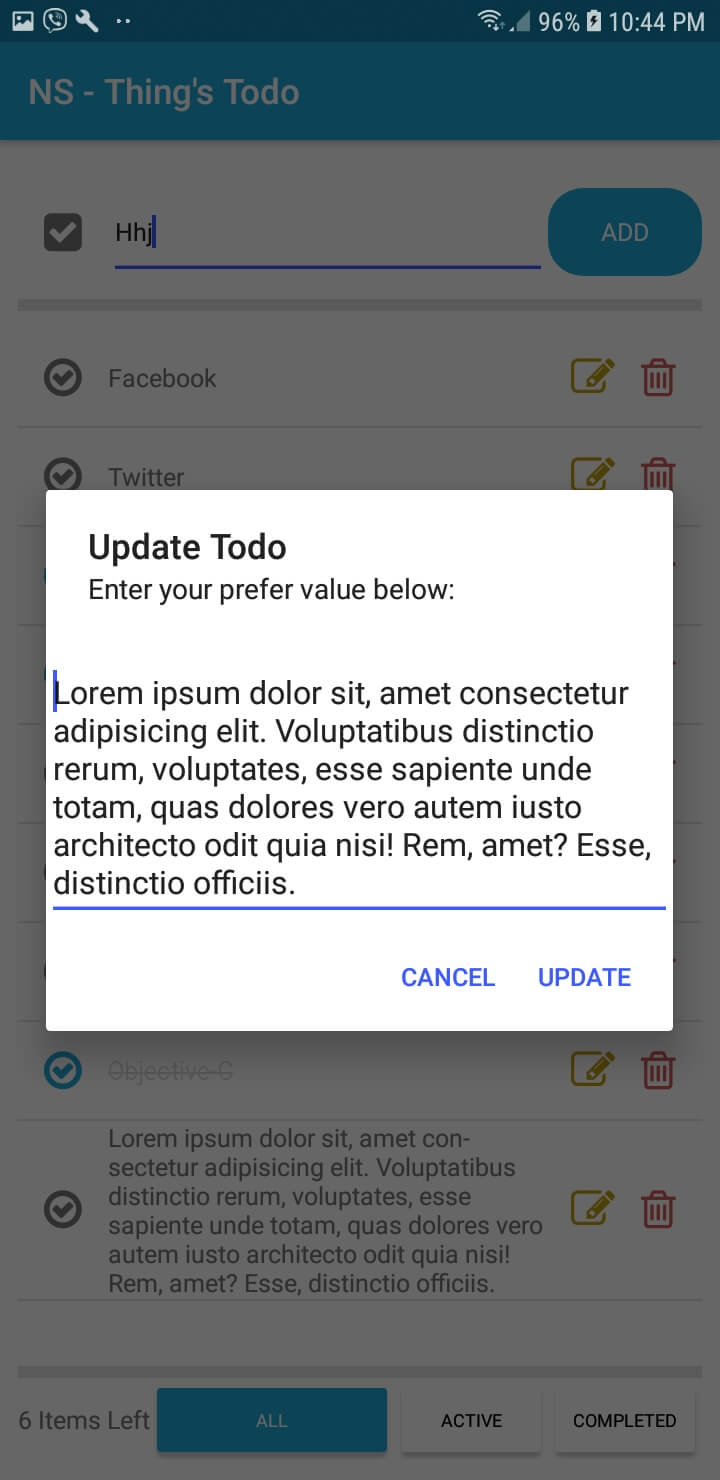 96% 10:44 PM
NS - Thing's Todo
Hhj ADD
Facebook
Twitter
Update Todo
Enter your prefer value below:
Lorem ipsum dolor sit, amet consectetur
adipisicing elit. Voluptatibus distinctio
rerum, voluptates, esse sapiente unde
totam, quas dolores vero autem iusto
architecto odit quia nisi! Rem, amet? Esse,
distinctio officiis.
CANCEL UPDATE
Objective-C
Lorem ipsum dolor sit, amet con-
sectetur adipisicing elit. Voluptatibus
distinctio rerum, voluptates, esse
sapiente unde totam, quas dolores vero
autem iusto architecto odit quia nisi!
Rem, amet? Esse, distinctio officiis.
6 Items Left ALL ACTIVE COMPLETED